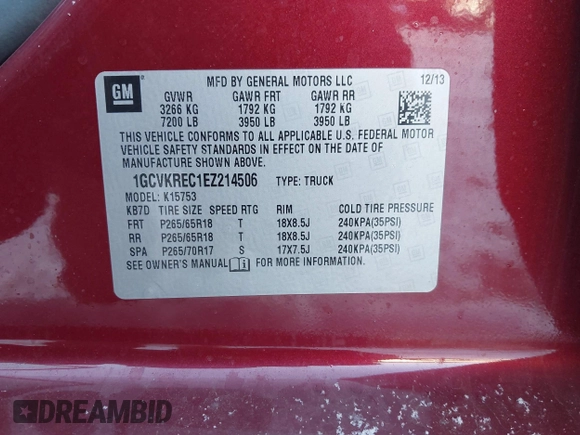 GM
MFD BY GENERAL MOTORS LLC 12/13
GVWR GAWR FRT GAWR RR
3266 KG 1792 KG 1792 KG
7200 LB 3950 LB 3950 LB
THIS VEHICLE CONFORMS TO ALL APPLICABLE U.S. FEDERAL MOTOR
VEHICLE SAFETY STANDARDS IN EFFECT ON THE DATE OF
MANUFACTURE SHOWN ABOVE.
1GCVKREC1EZ214506 TYPE: TRUCK
MODEL: K15753
KB7D TIRE SIZE SPEED RTG RIM COLD TIRE PRESSURE
FRT P265/65R18 T 18X8.5J 240KPA(35PSI)
RR P265/65R18 T 18X8.5J 240KPA(35PSI)
SPA P265/70R17 S 17X7.5J 240KPA(35PSI)
SEE OWNER'S MANUAL FOR MORE INFORMATION.
DREAMBID